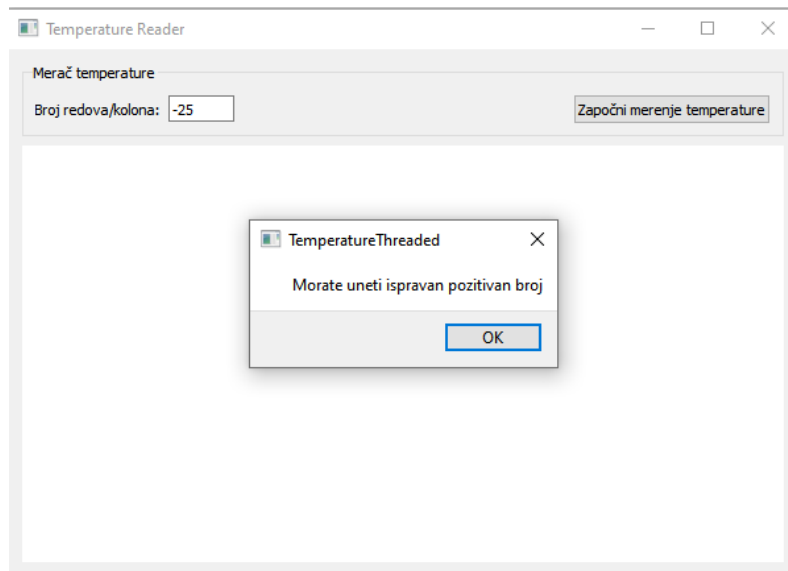 Temperature Reader
Merač temperature
Broj redova/kolona: -25 Započni merenje temperature
TemperatureThreaded
Morate uneti ispravan pozitivan broj
OK